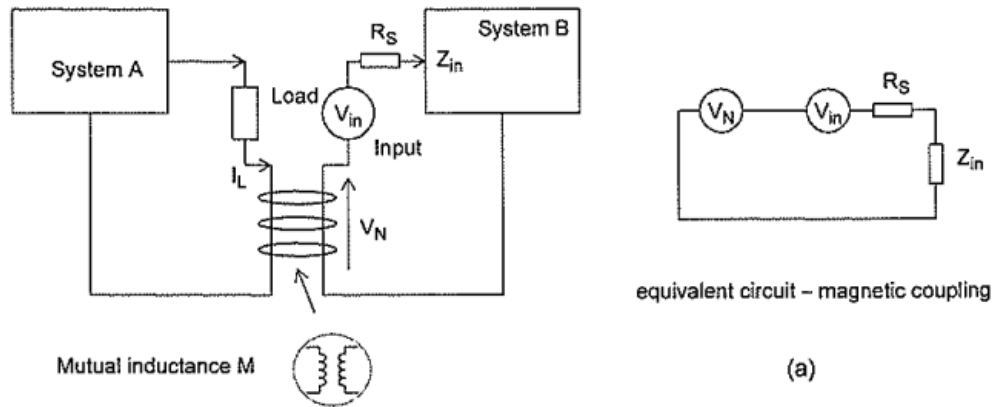 System A
Load
I_L
R_S
V_in
Input
System B
Z_in
V_N
Mutual inductance M
V_N
V_in
R_S
Z_in
equivalent circuit – magnetic coupling
(a)